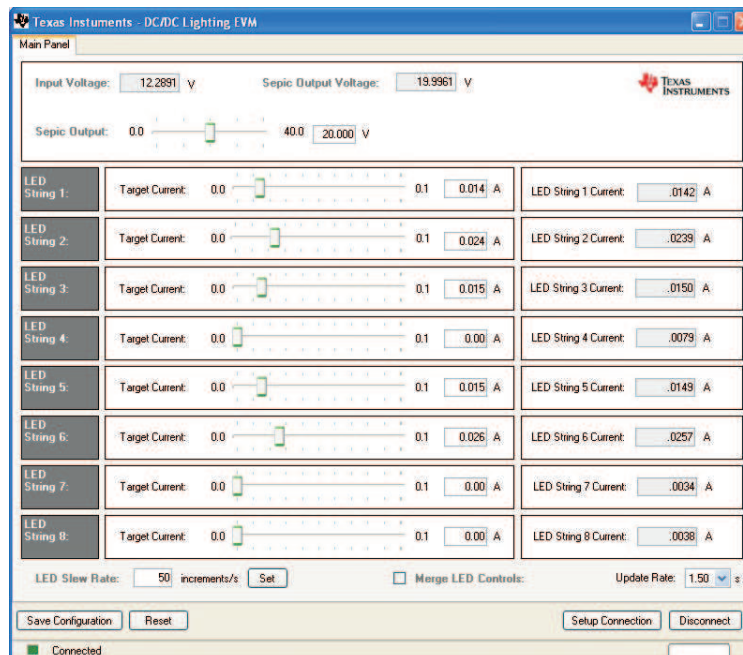 Texas Instuments - DC/DC Lighting EVM
Main Panel
Input Voltage: 12.2891 V Sepic Output Voltage: 19.9961 V
TEXAS
INSTRUMENTS
Sepic Output: 0.0 40.0 20.000 V
LED
String 1: Target Current: 0.0 0.1 0.014 A LED String 1 Current: .0142 A
LED
String 2: Target Current: 0.0 0.1 0.024 A LED String 2 Current: .0239 A
LED
String 3: Target Current: 0.0 0.1 0.015 A LED String 3 Current: .0150 A
LED
String 4: Target Current: 0.0 0.1 0.00 A LED String 4 Current: .0079 A
LED
String 5: Target Current: 0.0 0.1 0.015 A LED String 5 Current: .0149 A
LED
String 6: Target Current: 0.0 0.1 0.026 A LED String 6 Current: .0257 A
LED
String 7: Target Current: 0.0 0.1 0.00 A LED String 7 Current: .0034 A
LED
String 8: Target Current: 0.0 0.1 0.00 A LED String 8 Current: .0038 A
LED Slew Rate: 50 increments/s Set Merge LED Controls: Update Rate: 1.50 s
Save Configuration Reset Setup Connection Disconnect
Connected